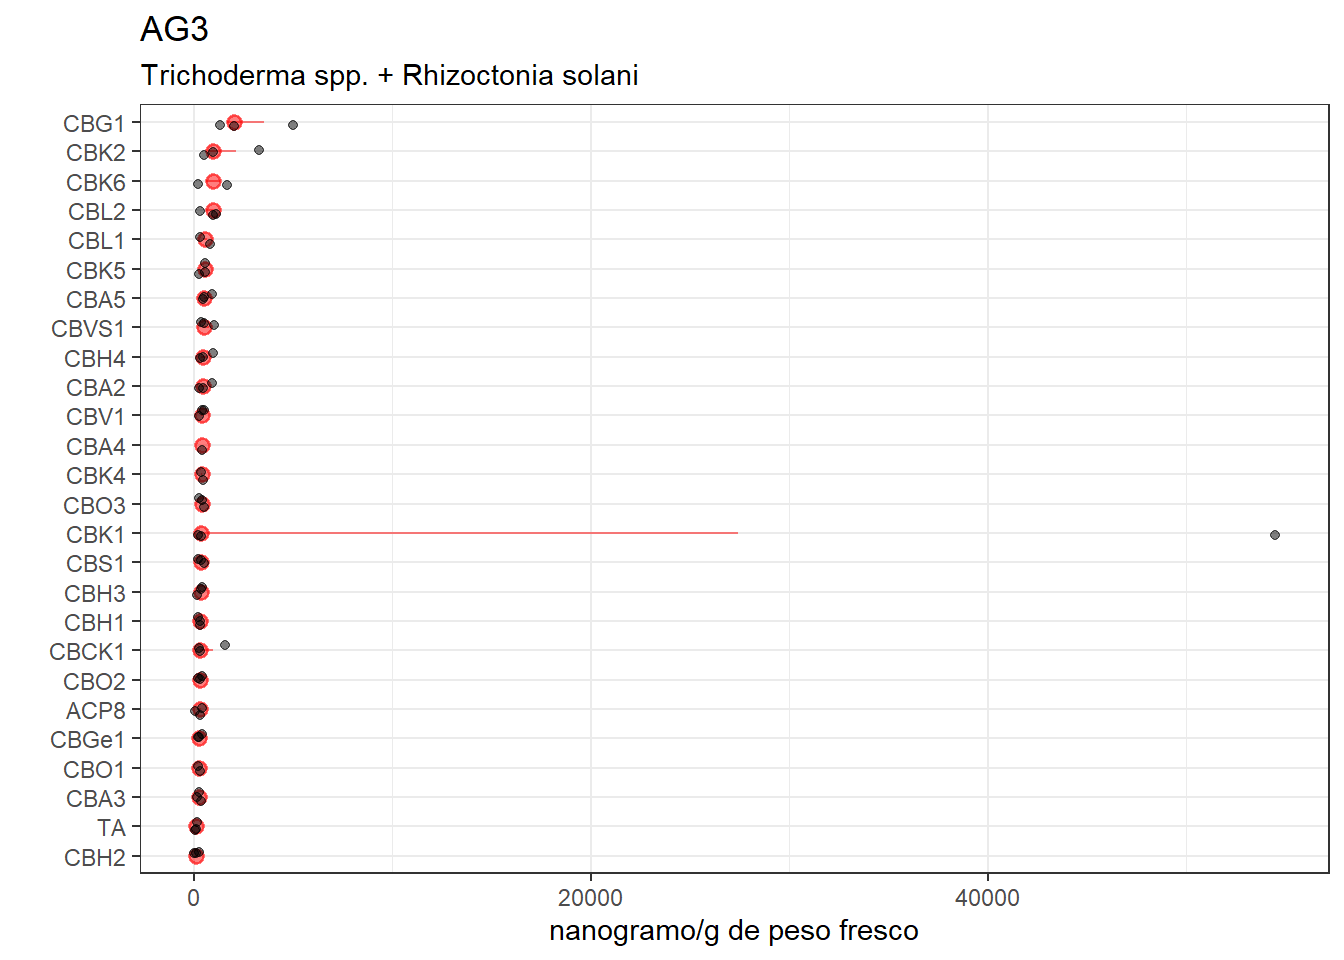 AG3
Trichoderma spp. + Rhizoctonia solani
CBG1
CBK2
CBK6
CBL2
CBL1
CBK5
CBA5
CBVS1
CBH4
CBA2
CBV1
CBA4
CBK4
CBO3
CBK1
CBS1
CBH3
CBH1
CBCK1
CBO2
ACP8
CBGe1
CBO1
CBA3
TA
CBH2
0 20000 40000
nanogramo/g de peso fresco